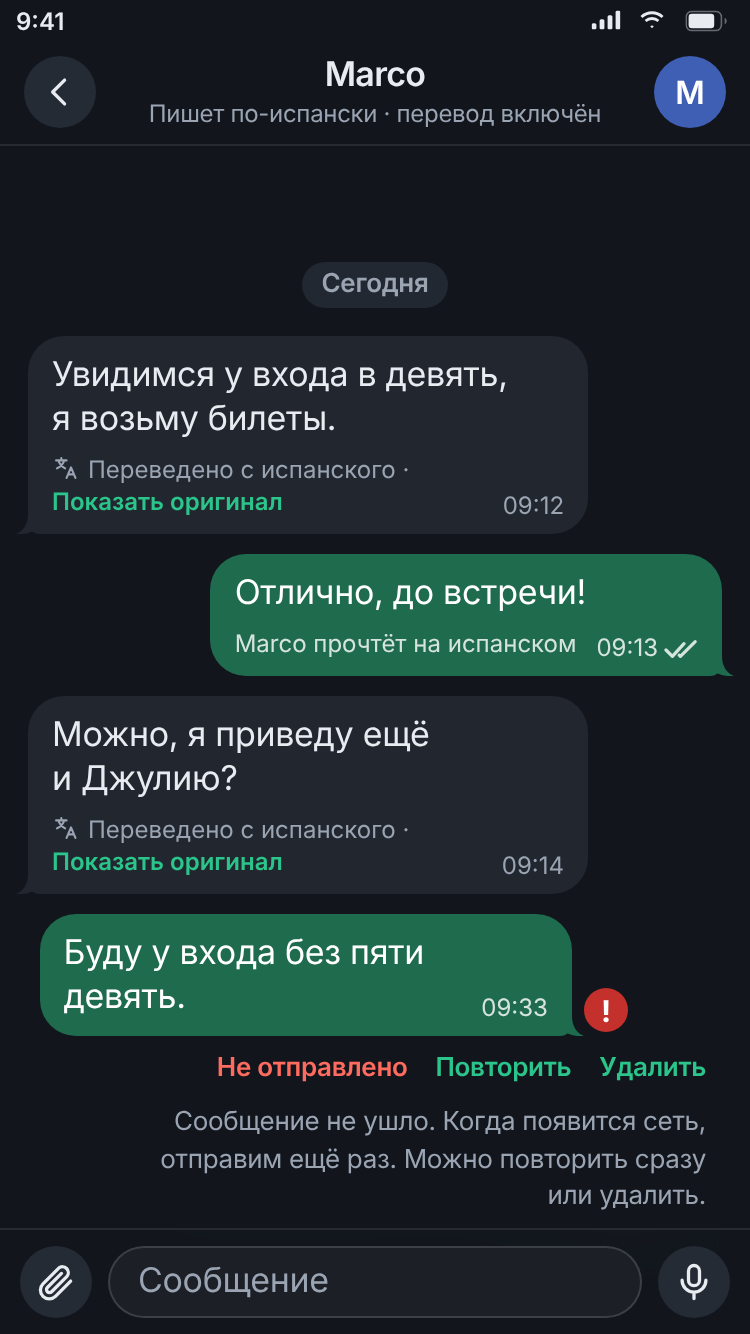 9:41
Marco
Пишет по-испански · перевод включён
M
Сегодня
Увидимся у входа в девять,
я возьму билеты.
Переведено с испанского ·
Показать оригинал
09:12
Отлично, до встречи!
Marco прочтёт на испанском
09:13
Можно, я приведу ещё
и Джулию?
Переведено с испанского ·
Показать оригинал
09:14
Буду у входа без пяти
девять.
09:33
!
Не отправлено Повторить Удалить
Сообщение не ушло. Когда появится сеть,
отправим ещё раз. Можно повторить сразу
или удалить.
Сообщение